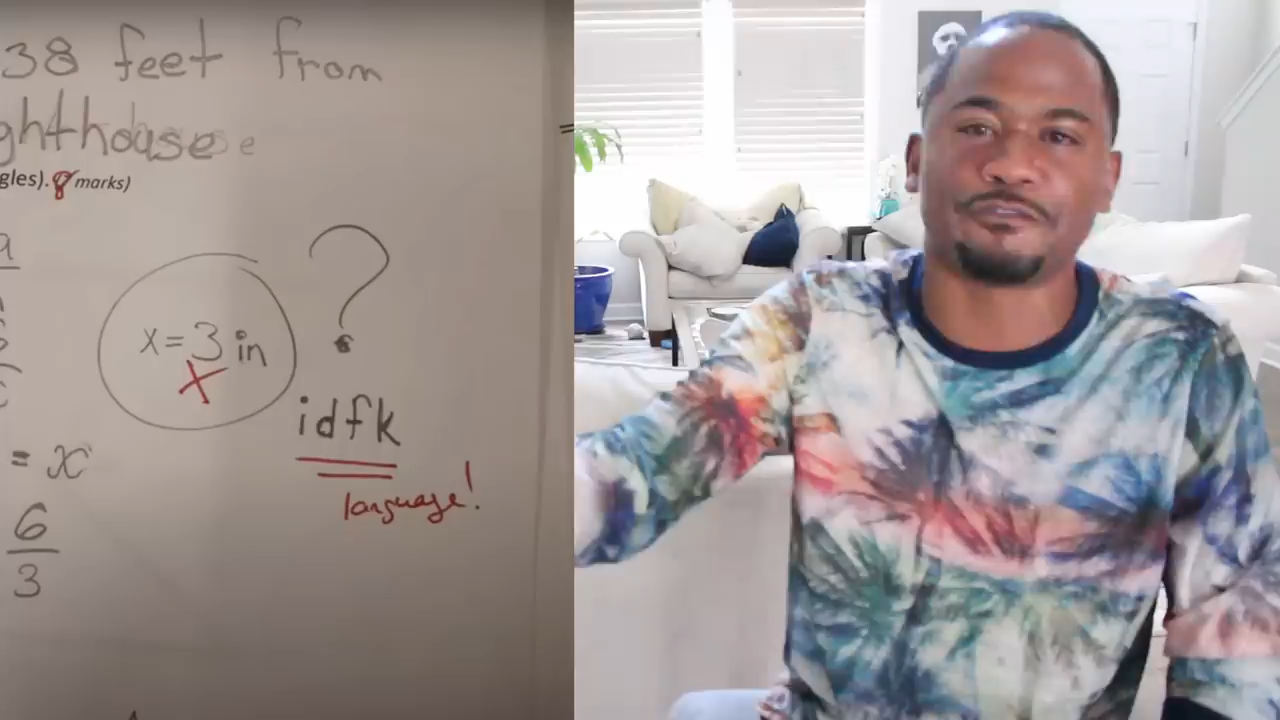 38 feet from
ghthouse
gles). 8 marks)
x = 3 in
?
idfk
language!
= x
6
3